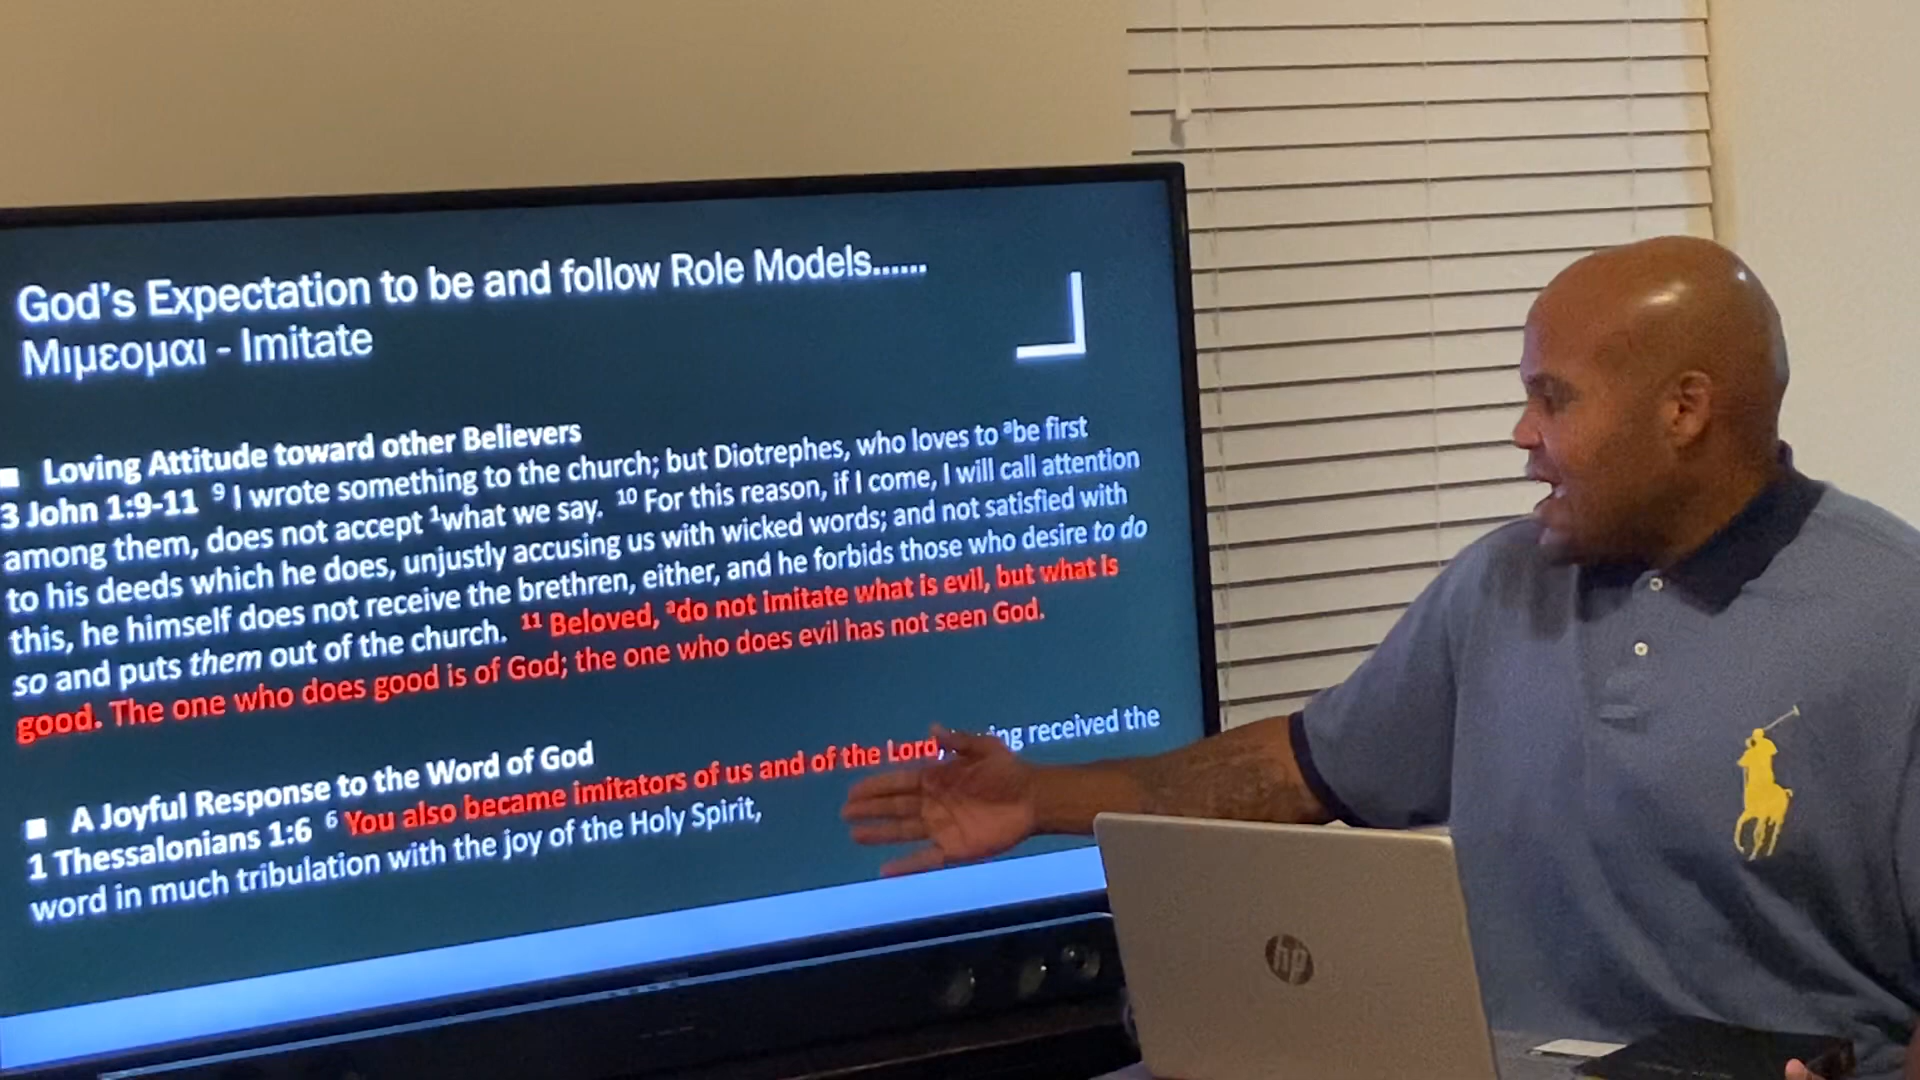 God's Expectation to be and follow Role Models......
Μιμεομαι - Imitate
Loving Attitude toward other Believers
3 John 1:9-11 9 I wrote something to the church; but Diotrephes, who loves to abe first
among them, does not accept 1what we say. 10 For this reason, if I come, I will call attention
to his deeds which he does, unjustly accusing us with wicked words; and not satisfied with
this, he himself does not receive the brethren, either, and he forbids those who desire to do
so and puts them out of the church. 11 Beloved, ado not imitate what is evil, but what is
good. The one who does good is of God; the one who does evil has not seen God.
A Joyful Response to the Word of God
1 Thessalonians 1:6 6 You also became imitators of us and of the Lord, received the
word in much tribulation with the joy of the Holy Spirit,
hp